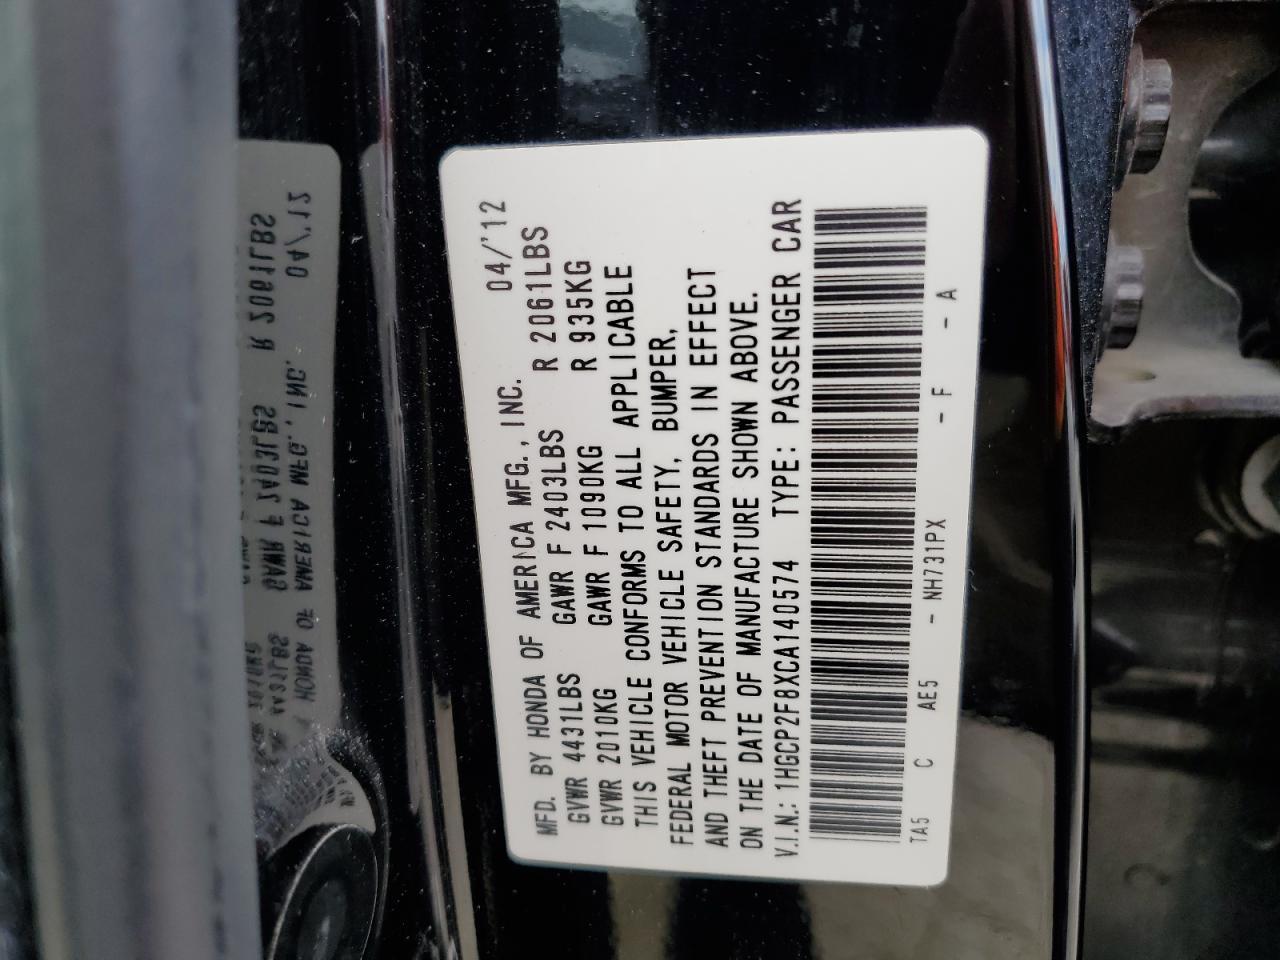 MFD. BY HONDA OF AMERICA MFG., INC. 04/'12
GVWR 4431LBS GAWR F 2403LBS R 2061LBS
GVWR 2010KG GAWR F 1090KG R 935KG
THIS VEHICLE CONFORMS TO ALL APPLICABLE
FEDERAL MOTOR VEHICLE SAFETY, BUMPER,
AND THEFT PREVENTION STANDARDS IN EFFECT
ON THE DATE OF MANUFACTURE SHOWN ABOVE.
V.I.N.: 1HGCP2F8XCA140574 TYPE: PASSENGER CAR
TA5 C AE5 - NH731PX - F - A